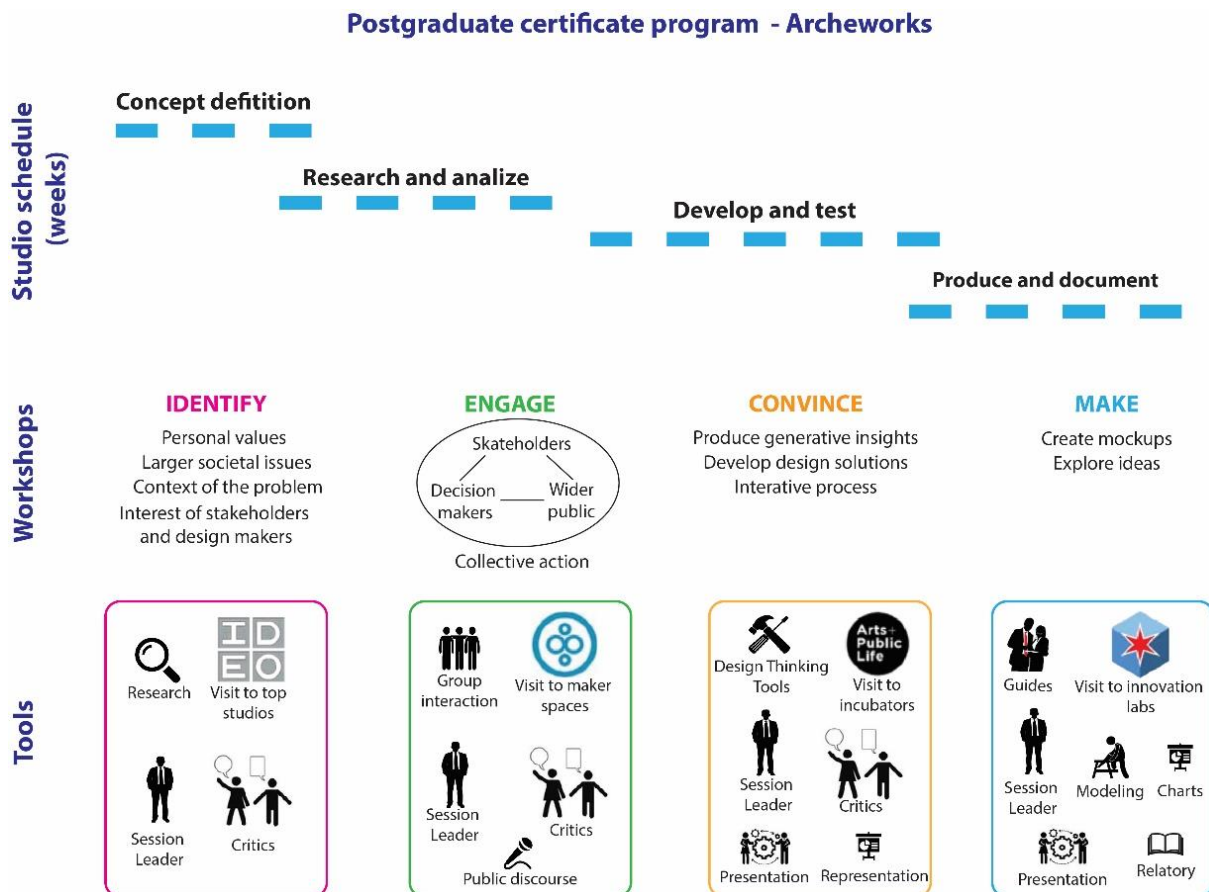 Postgraduate certificate program - Archeworks
Studio schedule
(weeks)
Concept defitition
Research and analize
Develop and test
Produce and document
Workshops
IDENTIFY
Personal values
Larger societal issues
Context of the problem
Interest of stakeholders
and design makers
ENGAGE
Skateholders
Decision
makers
Wider
public
Collective action
CONVINCE
Produce generative insights
Develop design solutions
Interative process
MAKE
Create mockups
Explore ideas
Tools
Research
ID
EO
Visit to top
studios
Session
Leader
Critics
Group
interaction
Visit to maker
spaces
Session
Leader
Critics
Public discourse
Design Thinking
Tools
Arts+
Public
Life
Visit to
incubators
Session
Leader
Critics
Presentation
Representation
Guides
Visit to innovation
labs
Session
Leader
Modeling
Charts
Presentation
Relatory